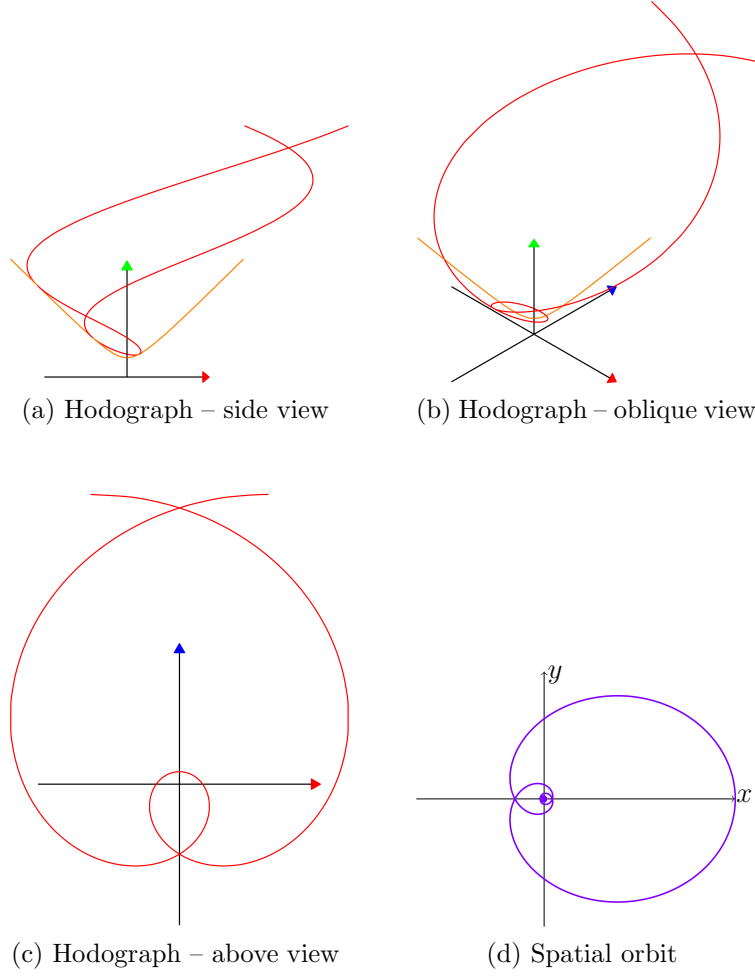 (a) Hodograph – side view
(b) Hodograph – oblique view
y
x
(c) Hodograph – above view
(d) Spatial orbit